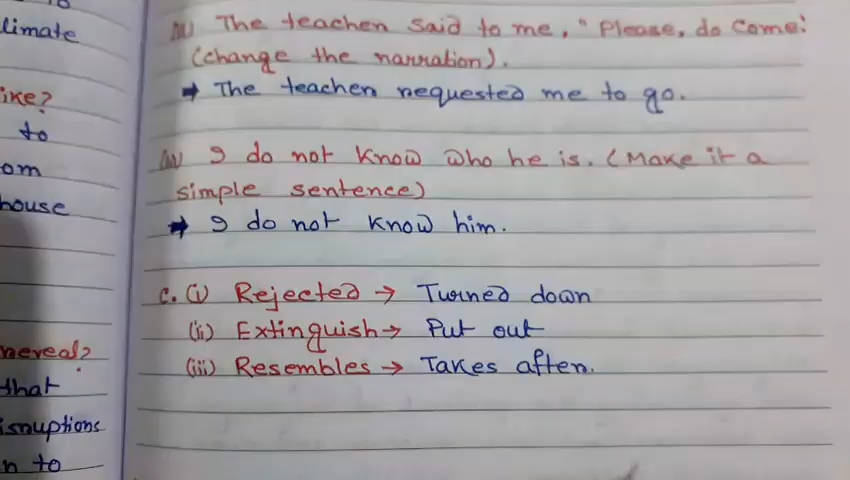 limate
ike?
to
om
house
nereal?
that
isruptions
n to
(iii) The teacher said to me, "Please, do come."
(change the narration).
→ The teacher requested me to go.
(iv) I do not know who he is. (Make it a
simple sentence)
→ I do not know him.
C. (i) Rejected → Turned down
(ii) Extinguish → Put out
(iii) Resembles → Takes after.